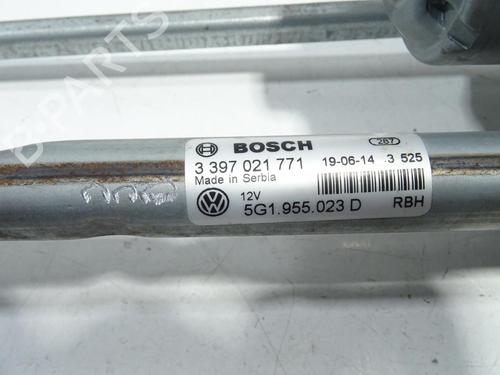 B-PARTS
BOSCH 267
3 397 021 771 19-06-14 3 525
Made in Serbia
12V
5G1.955.023 D RBH